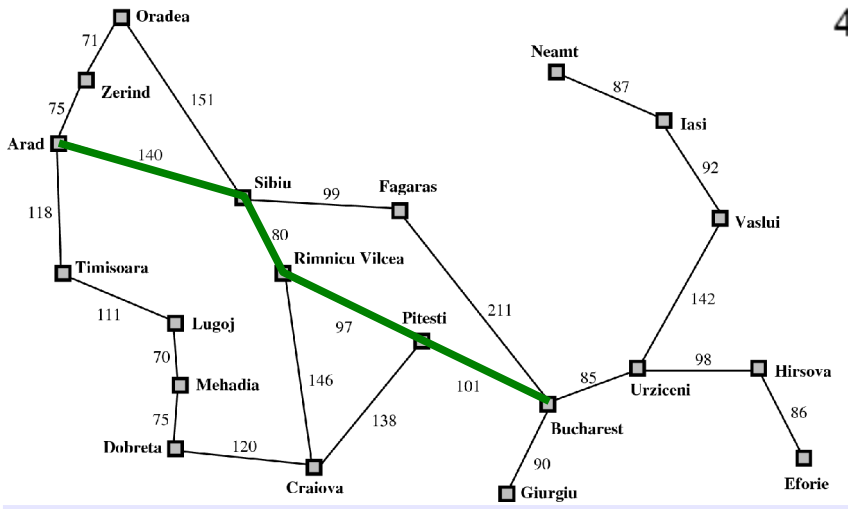 Oradea
4
71
Neamt
Zerind
87
151
75
Iasi
Arad
140
92
Sibiu
99
Fagaras
118
80
Vaslui
Timisoara
Rimnicu Vilcea
142
111
211
Lugoj
97
Pitesti
70
98
Mehadia
146
101
85
Hirsova
Urziceni
75
138
86
Bucharest
Dobreta
120
90
Craiova
Giurgiu
Eforie